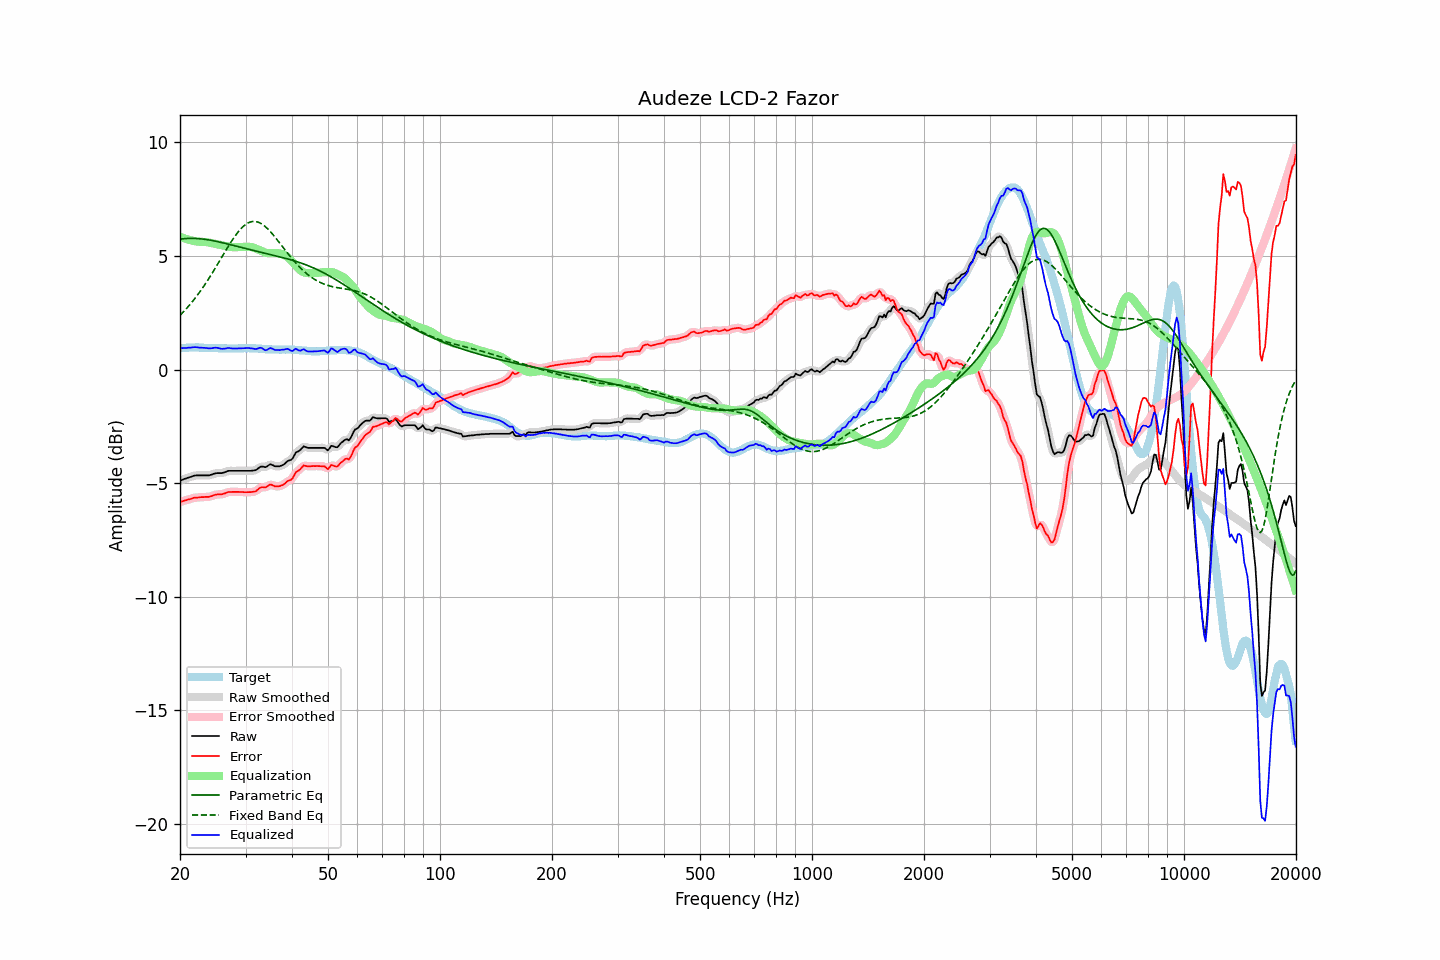 Audeze LCD-2 Fazor
Amplitude (dBr)
10
5
0
−5
−10
−15
−20
Target
Raw Smoothed
Error Smoothed
Raw
Error
Equalization
Parametric Eq
Fixed Band Eq
Equalized
20 50 100 200 500 1000 2000 5000 10000 20000
Frequency (Hz)